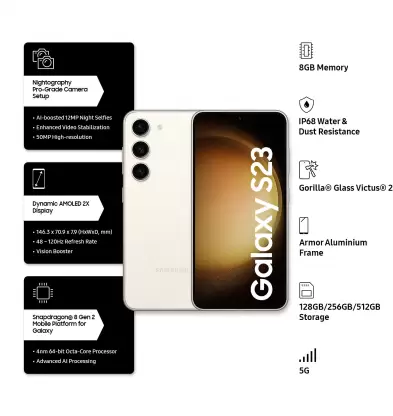 Nightography
Pro-Grade Camera
Setup
• AI-boosted 12MP Night Selfies
• Enhanced Video Stabilization
• 50MP High-resolution
Dynamic AMOLED 2X
Display
• 146.3 x 70.9 x 7.9 (HxWxD, mm)
• 48 - 120Hz Refresh Rate
• Vision Booster
Snapdragon® 8 Gen 2
Mobile Platform for
Galaxy
• 4nm 64-bit Octa-Core Processor
• Advanced AI Processing
SAMSUNG
Galaxy S23
8GB Memory
IP68 Water &
Dust Resistance
Gorilla® Glass Victus® 2
Armor Aluminium
Frame
128GB/256GB/512GB
Storage
5G